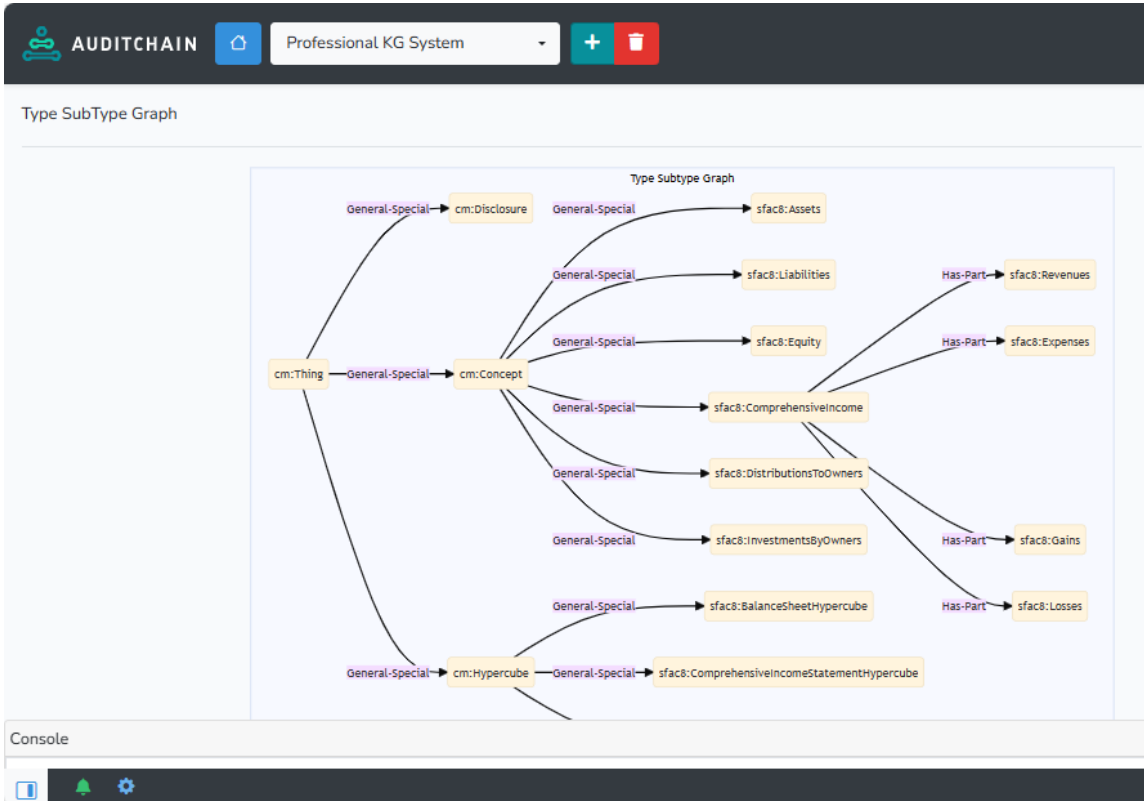 AUDITCHAIN
Professional KG System
Type SubType Graph
Type Subtype Graph
General-Special cm:Disclosure General-Special sfac8:Assets
General-Special sfac8:Liabilities Has-Part sfac8:Revenues
General-Special sfac8:Equity Has-Part sfac8:Expenses
cm:Thing General-Special cm:Concept
General-Special sfac8:ComprehensiveIncome
General-Special sfac8:DistributionsToOwners
General-Special sfac8:InvestmentsByOwners Has-Part sfac8:Gains
General-Special sfac8:BalanceSheetHypercube Has-Part sfac8:Losses
General-Special cm:Hypercube General-Special sfac8:ComprehensiveIncomeStatementHypercube
Console